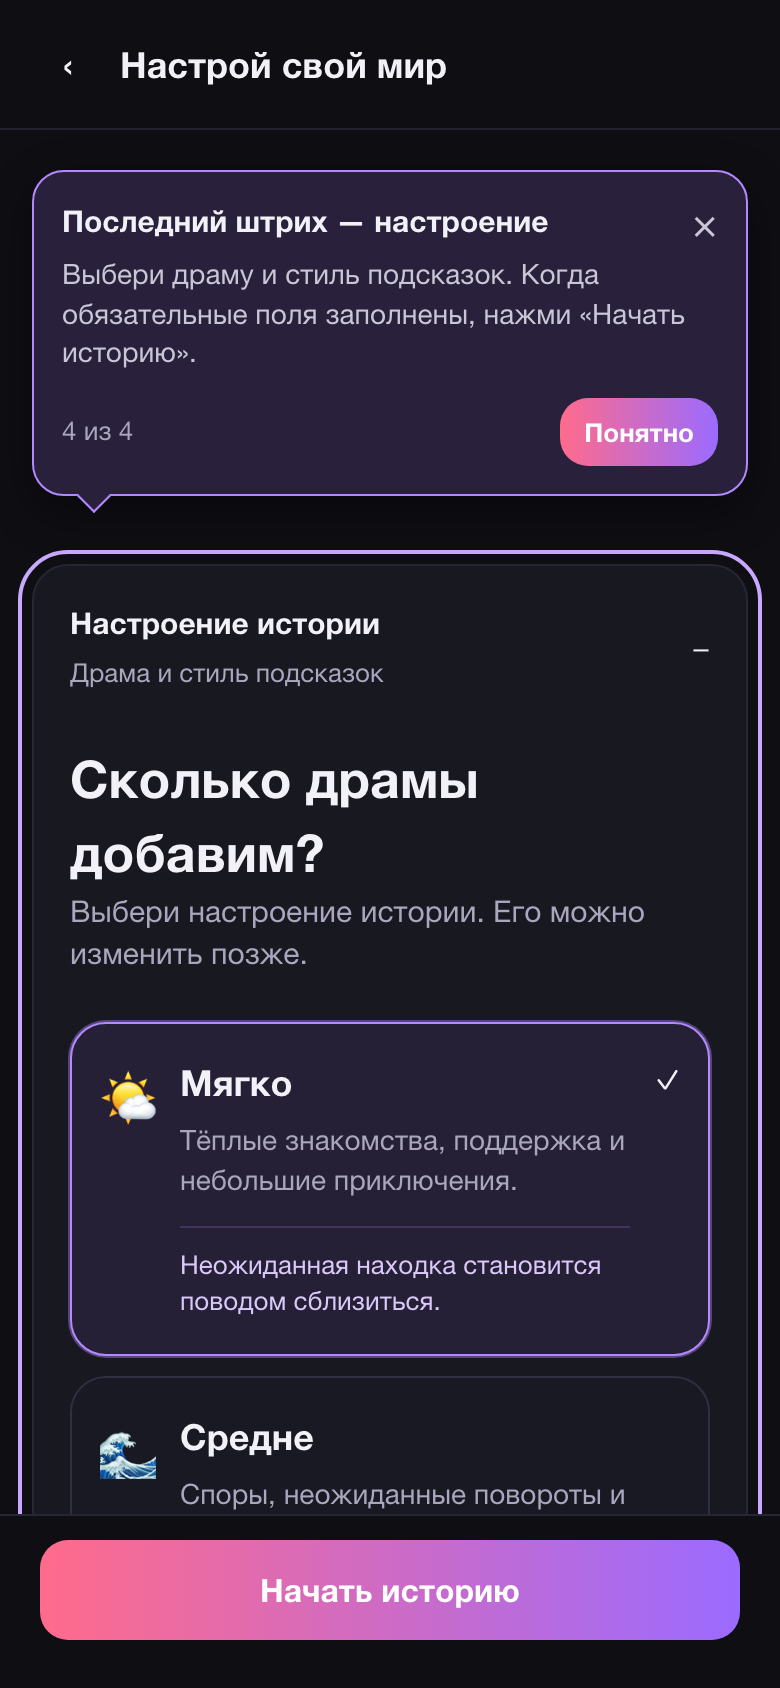 Настрой свой мир
Последний штрих — настроение
Выбери драму и стиль подсказок. Когда
обязательные поля заполнены, нажми «Начать
историю».
4 из 4
Понятно
Настроение истории
Драма и стиль подсказок
Сколько драмы
добавим?
Выбери настроение истории. Его можно
изменить позже.
Мягко
Тёплые знакомства, поддержка и
небольшие приключения.
Неожиданная находка становится
поводом сблизиться.
Средне
Споры, неожиданные повороты и
Начать историю